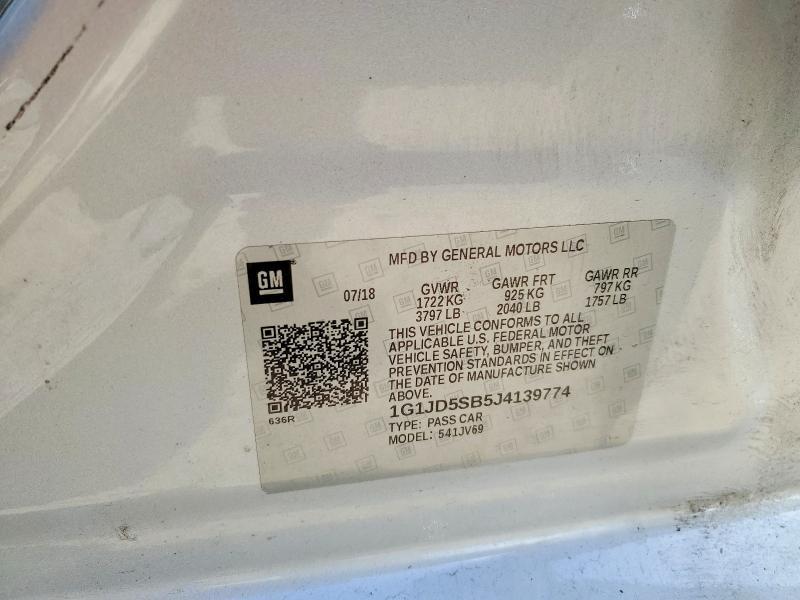 MFD BY GENERAL MOTORS LLC
GM
07/18
GVWR GAWR FRT GAWR RR
1722 KG 925 KG 797 KG
3797 LB 2040 LB 1757 LB
THIS VEHICLE CONFORMS TO ALL
APPLICABLE U.S. FEDERAL MOTOR
VEHICLE SAFETY, BUMPER, AND THEFT
PREVENTION STANDARDS IN EFFECT ON
THE DATE OF MANUFACTURE SHOWN
ABOVE.
636R
1G1JD5SB5J4139774
TYPE: PASS CAR
MODEL: 541JV69